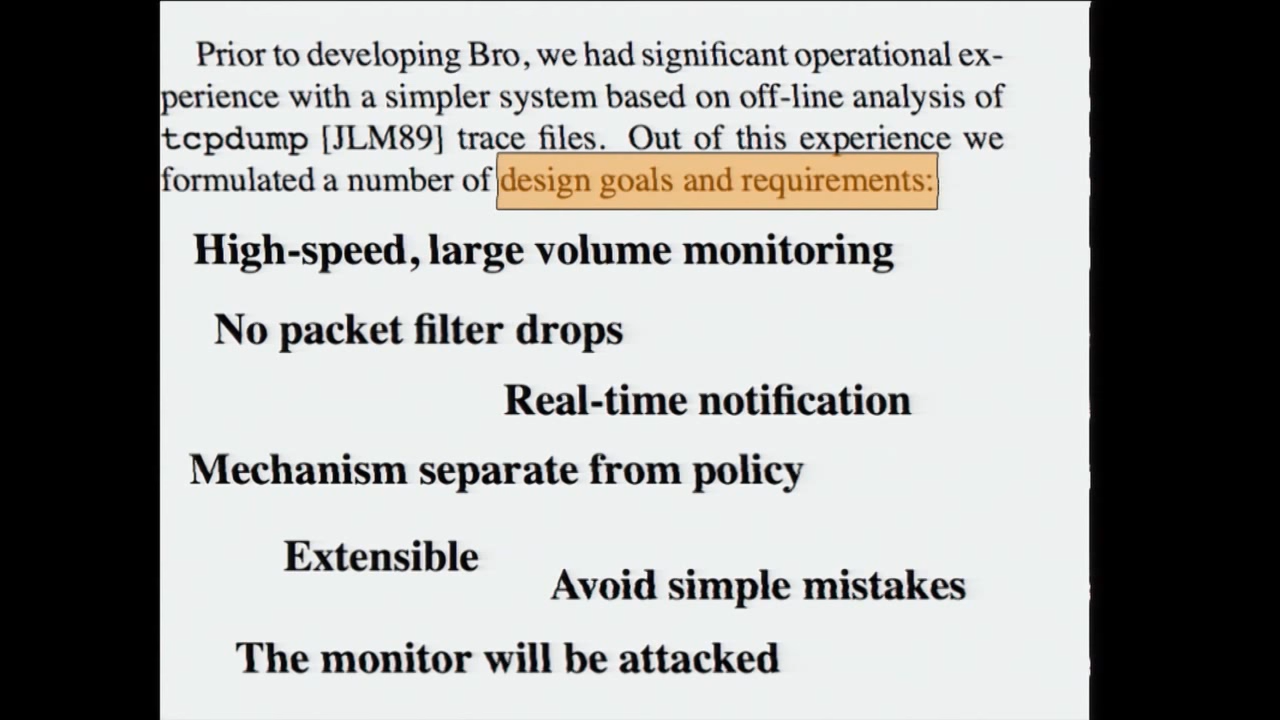 Prior to developing Bro, we had significant operational ex-
perience with a simpler system based on off-line analysis of
tcpdump [JLM89] trace files. Out of this experience we
formulated a number of design goals and requirements:
High-speed, large volume monitoring
No packet filter drops
Real-time notification
Mechanism separate from policy
Extensible
Avoid simple mistakes
The monitor will be attacked